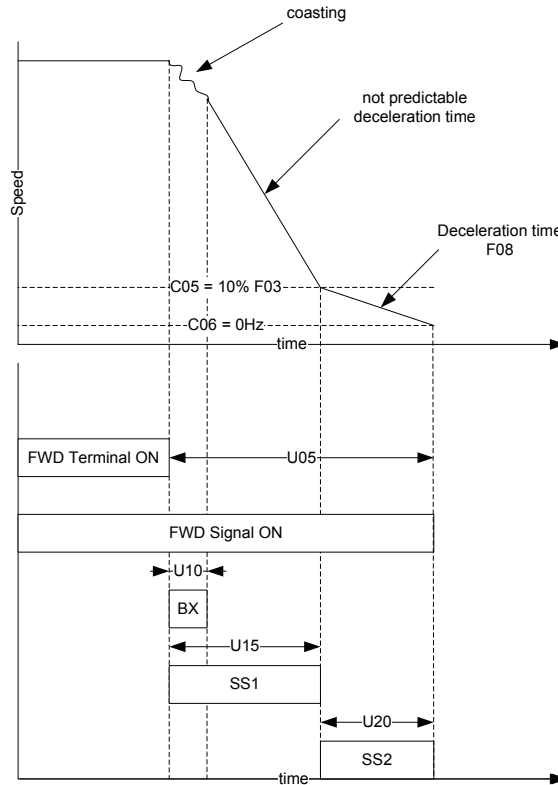 coasting
not predictable
deceleration time
Speed
Deceleration time
F08
C05 = 10% F03
C06 = 0Hz
time
FWD Terminal ON
U05
FWD Signal ON
U10
BX
U15
SS1
U20
SS2
time